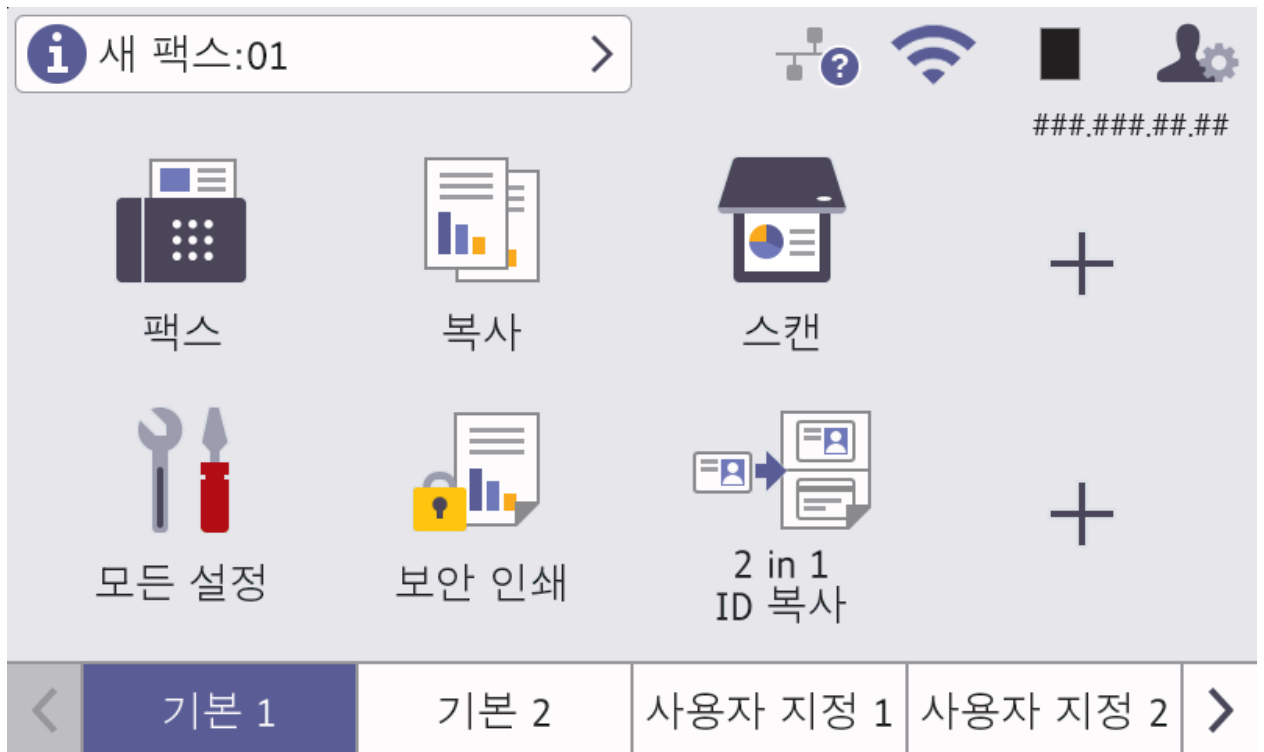 새 팩스:01
###.###.##.##
팩스
복사
스캔
모든 설정
보안 인쇄
2 in 1
ID 복사
기본 1
기본 2
사용자 지정 1
사용자 지정 2